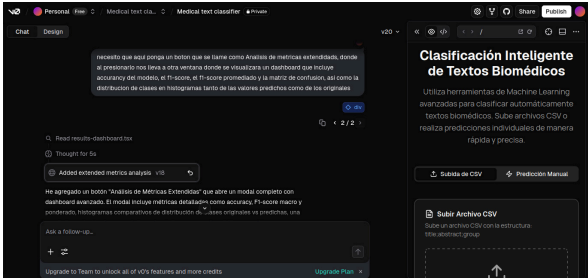 v0 / Personal Free / Medical text cla... / Medical text classifier Private Share Publish
Chat Design v20 /
necesito que aqui ponga un boton que se llame como Analisis de metricas extendidads, donde
al presionario nos lleva a otra ventana donde se visualizara un dashboard que incluye
accurancy del modelo, el f1-score, el f1-score promediado y la matriz de confusion, asi como la
distribucion de clases en histogramas tanto de las valores predichos como de los originales
div
2 / 2
Read results-dashboard.tsx
Thought for 5s
Added extended metrics analysis v18
He agregado un botón "Análisis de Métricas Extendidas" que abre un modal completo con
dashboard avanzado. El modal incluye métricas detalladas como accuracy, F1-score macro y
ponderado, histogramas comparativos de distribución de clases originales vs predichas, una
Ask a follow-up...
Upgrade to Team to unlock all of v0's features and more credits Upgrade Plan ×
Clasificación Inteligente
de Textos Biomédicos
Utiliza herramientas de Machine Learning
avanzadas para clasificar automáticamente
textos biomédicos. Sube archivos CSV o
realiza predicciones individuales de manera
rápida y precisa.
Subida de CSV Predicción Manual
Subir Archivo CSV
Sube un archivo CSV con la estructura:
title;abstract;group